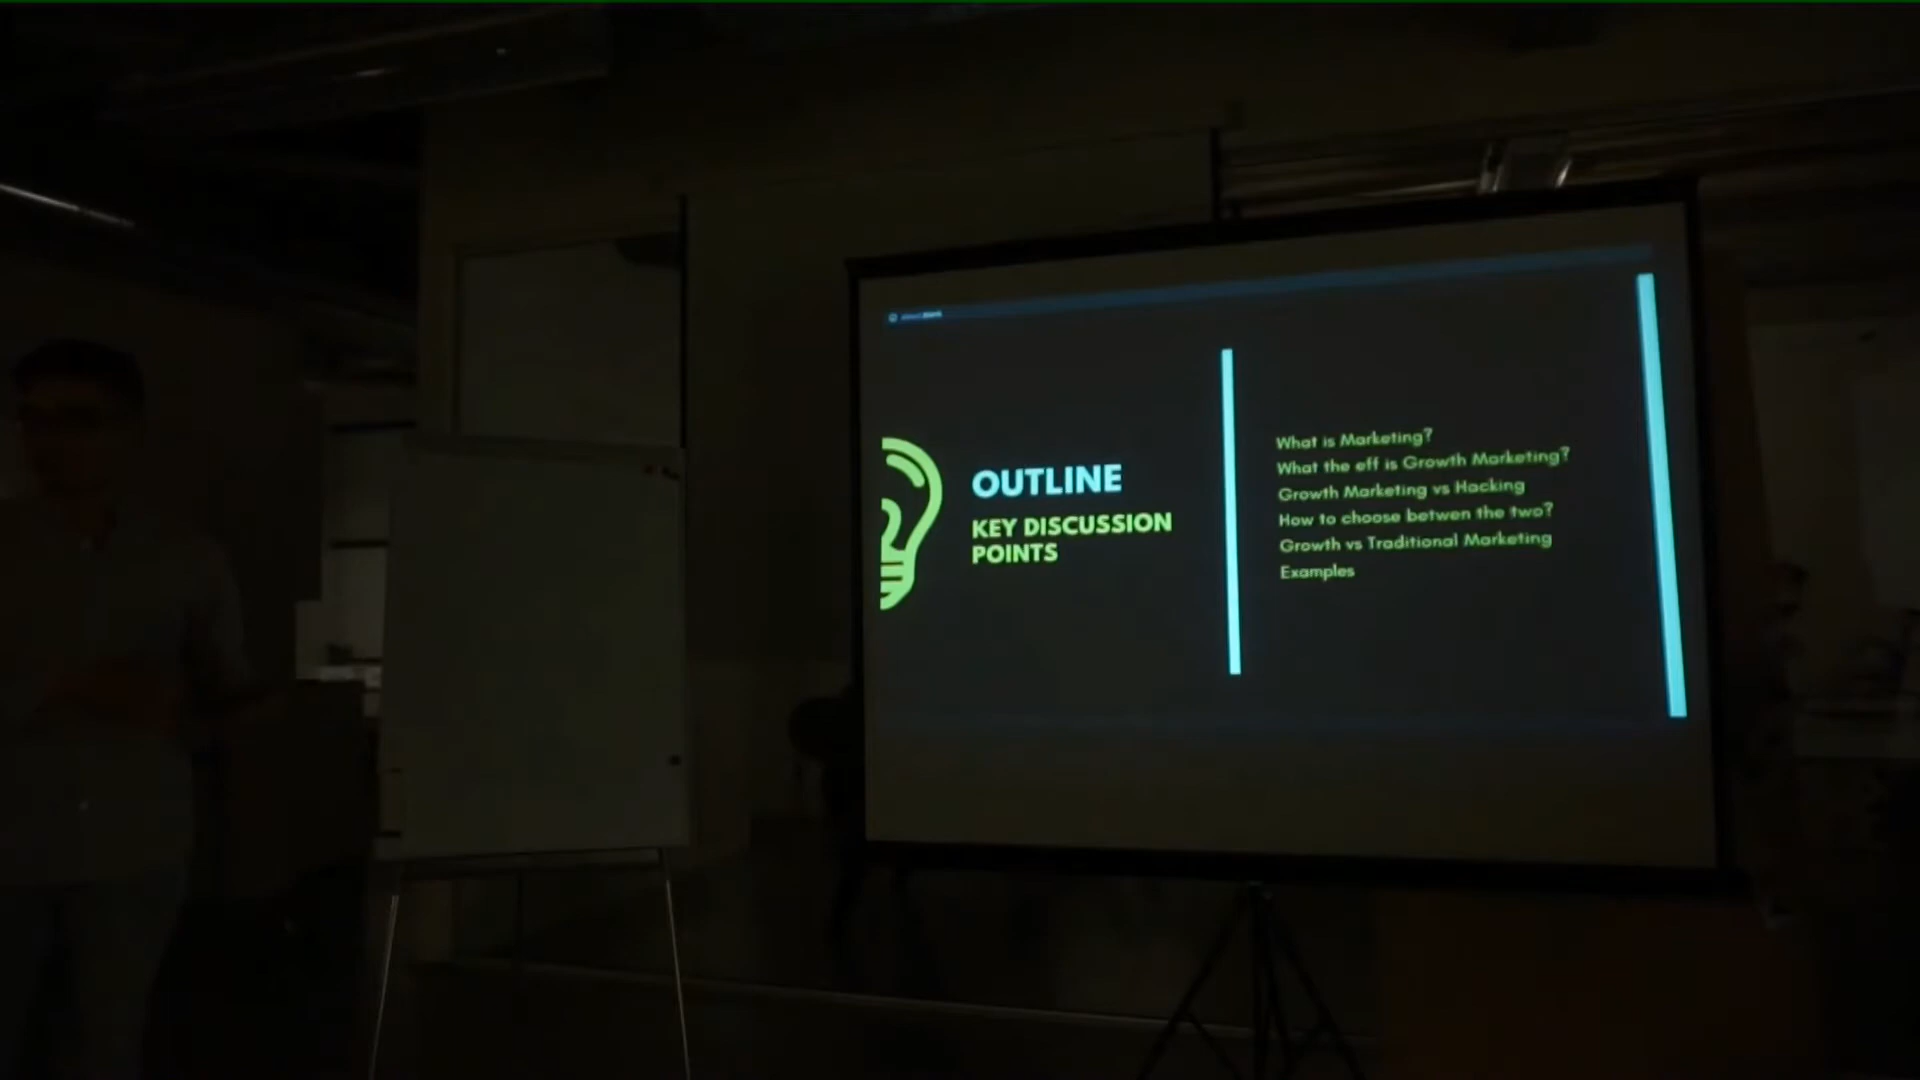 OUTLINE
KEY DISCUSSION
POINTS
What is Marketing?
What the eff is Growth Marketing?
Growth Marketing vs Hacking
How to choose betwen the two?
Growth vs Traditional Marketing
Examples